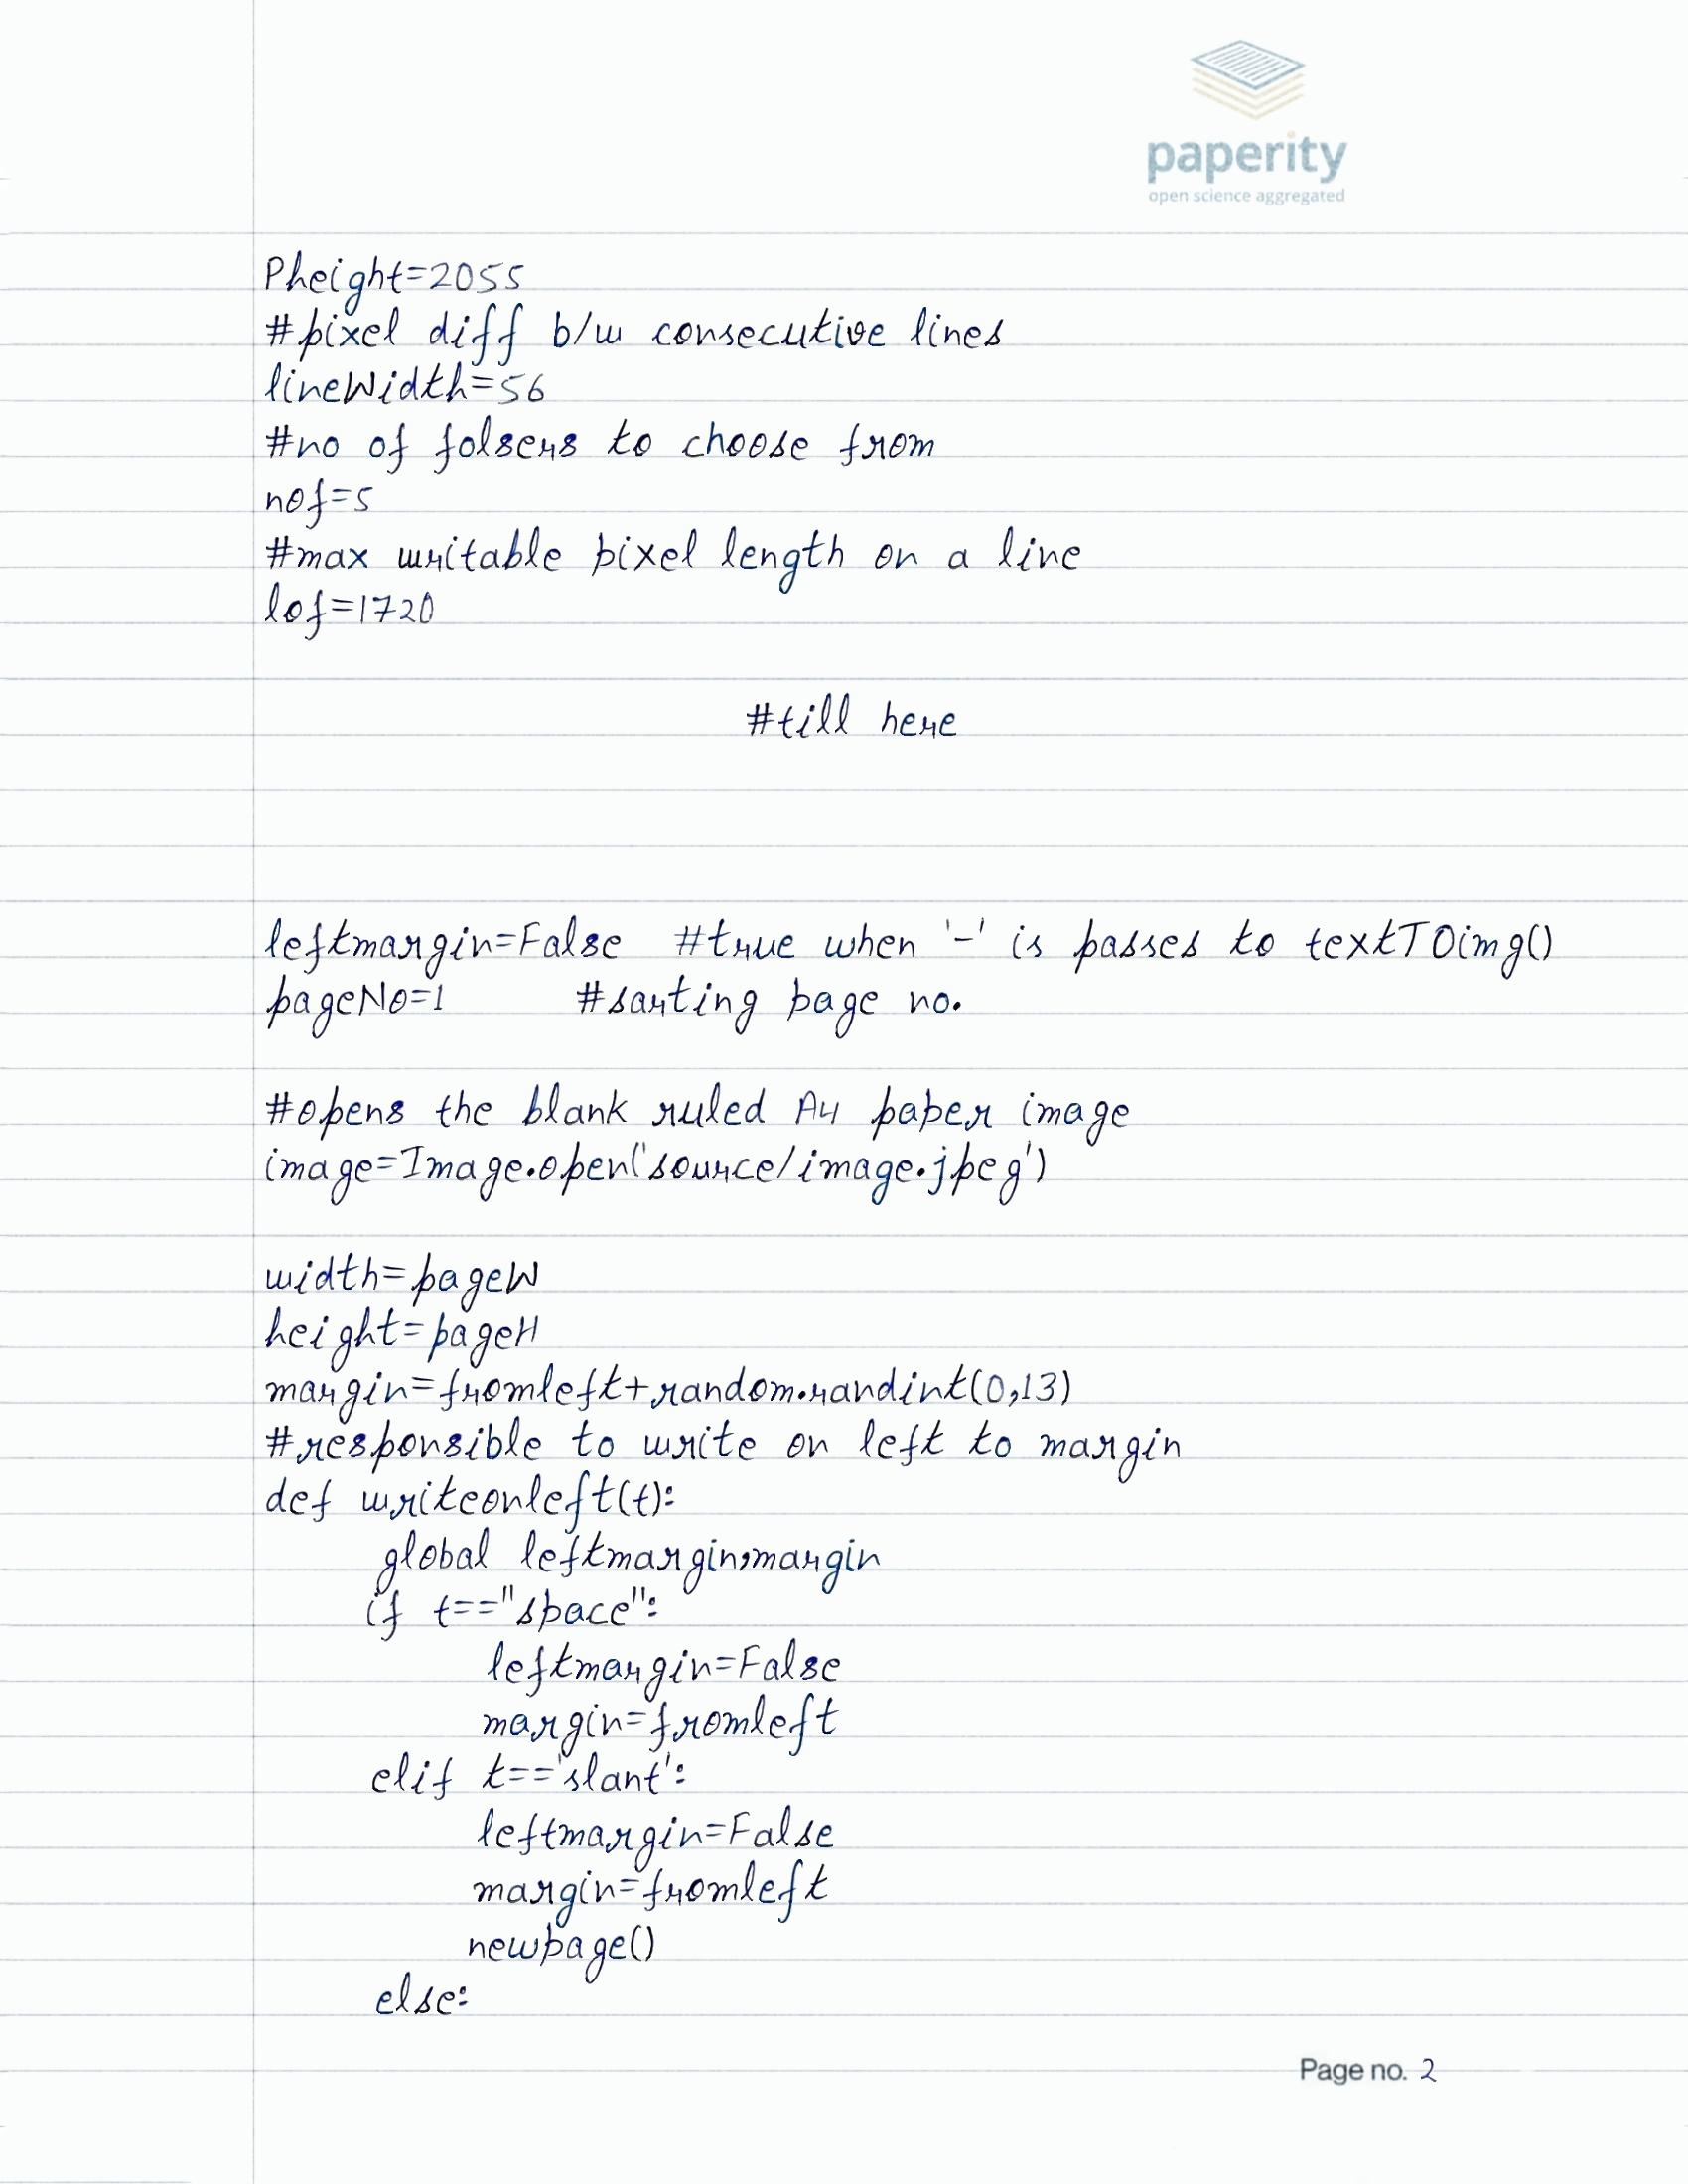 paperity
open science aggregated
Pheight=2055
#pixel diff b/w consecutive lines
lineWidth=56
#no of folsers to choose from
nof=5
#max writable pixel length on a line
lof=1720
#till here
leftmargin=False #true when '-' is passes to textTOimg()
pageNo=1 #sarting page no.
#opens the blank ruled A4 paper image
image=Image.open('source/image.jpeg')
width=pageW
height=pageH
margin=fromleft+random.randint(0,13)
#responsible to write on left to margin
def writeonleft(t):
global leftmargin,margin
if t=="space":
leftmargin=False
margin=fromleft
elif t=='slant':
leftmargin=False
margin=fromleft
newpage()
else:
Page no. 2